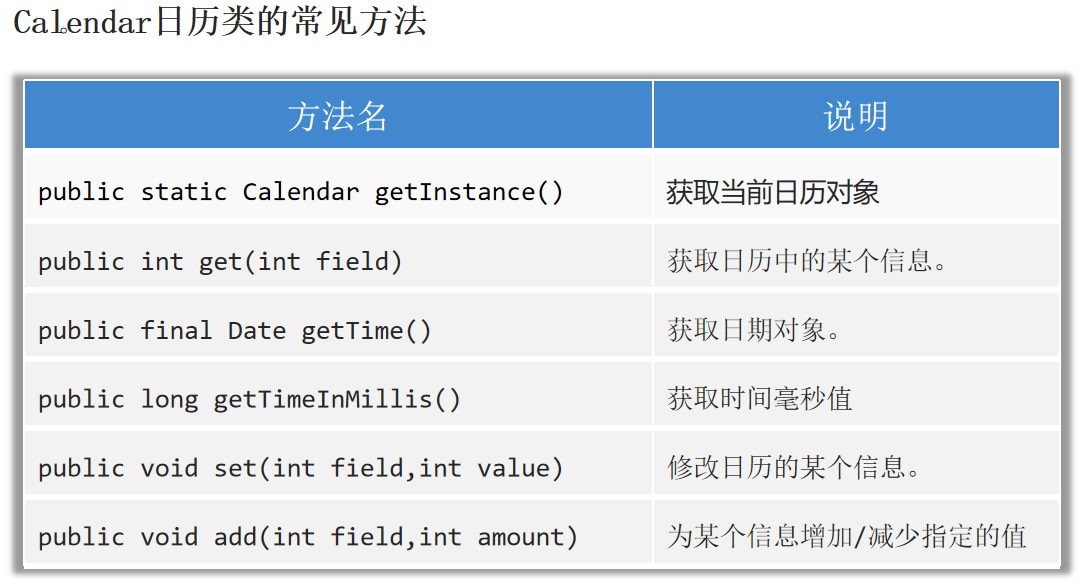 Calendar日历类的常见方法
方法名 说明
public static Calendar getInstance() 获取当前日历对象
public int get(int field) 获取日历中的某个信息。
public final Date getTime() 获取日期对象。
public long getTimeInMillis() 获取时间毫秒值
public void set(int field,int value) 修改日历的某个信息。
public void add(int field,int amount) 为某个信息增加/减少指定的值